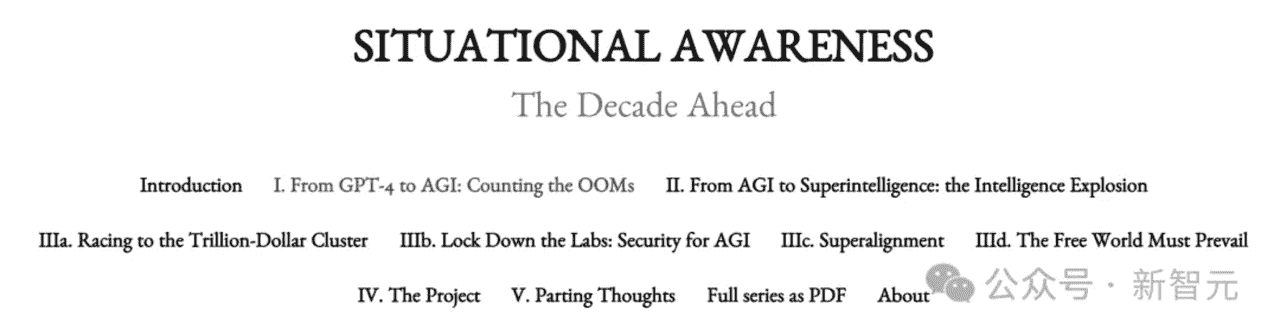 SITUATIONAL AWARENESS
The Decade Ahead
Introduction I. From GPT-4 to AGI: Counting the OOMs II. From AGI to Superintelligence: the Intelligence Explosion
IIIa. Racing to the Trillion-Dollar Cluster IIIb. Lock Down the Labs: Security for AGI IIIc. Superalignment IIId. The Free World Must Prevail
IV. The Project V. Parting Thoughts Full series as PDF About
公众号 · 新智元